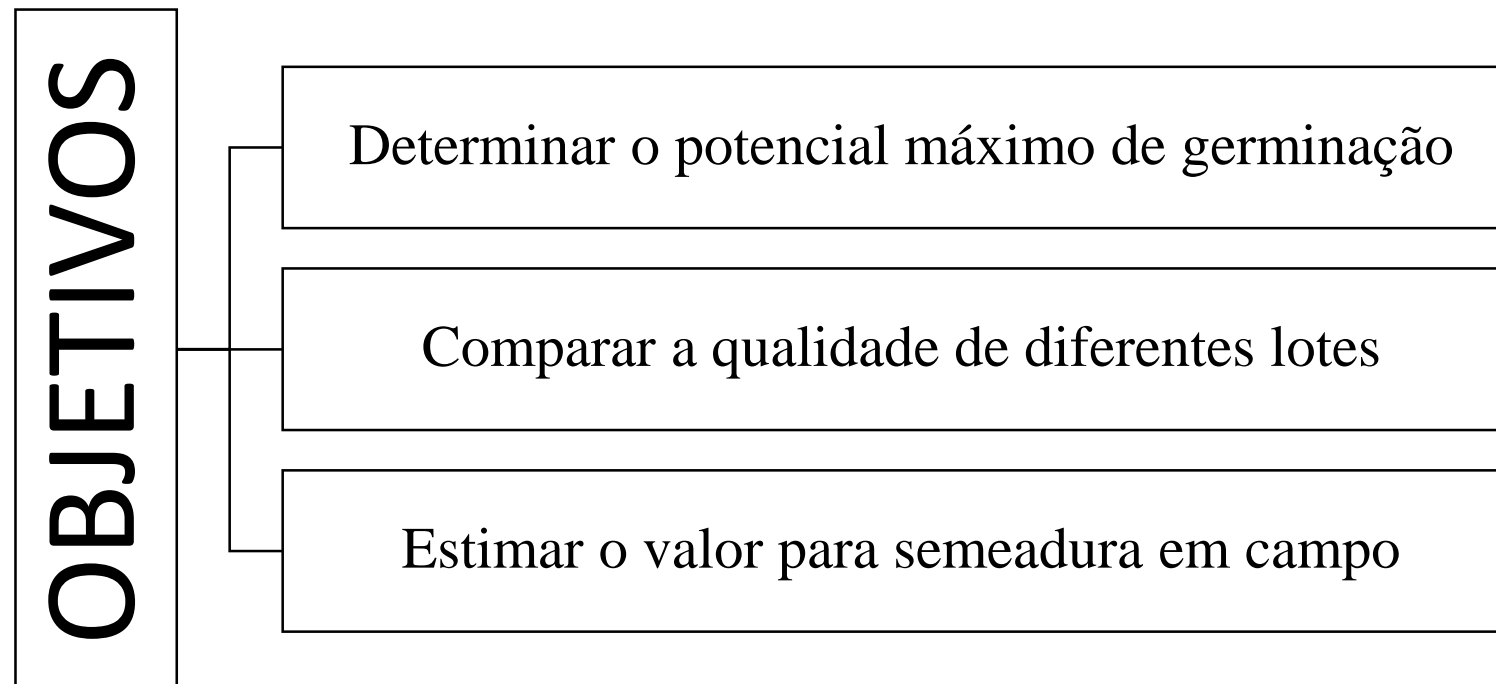 OBJETIVOS
Determinar o potencial máximo de germinação
Comparar a qualidade de diferentes lotes
Estimar o valor para semeadura em campo